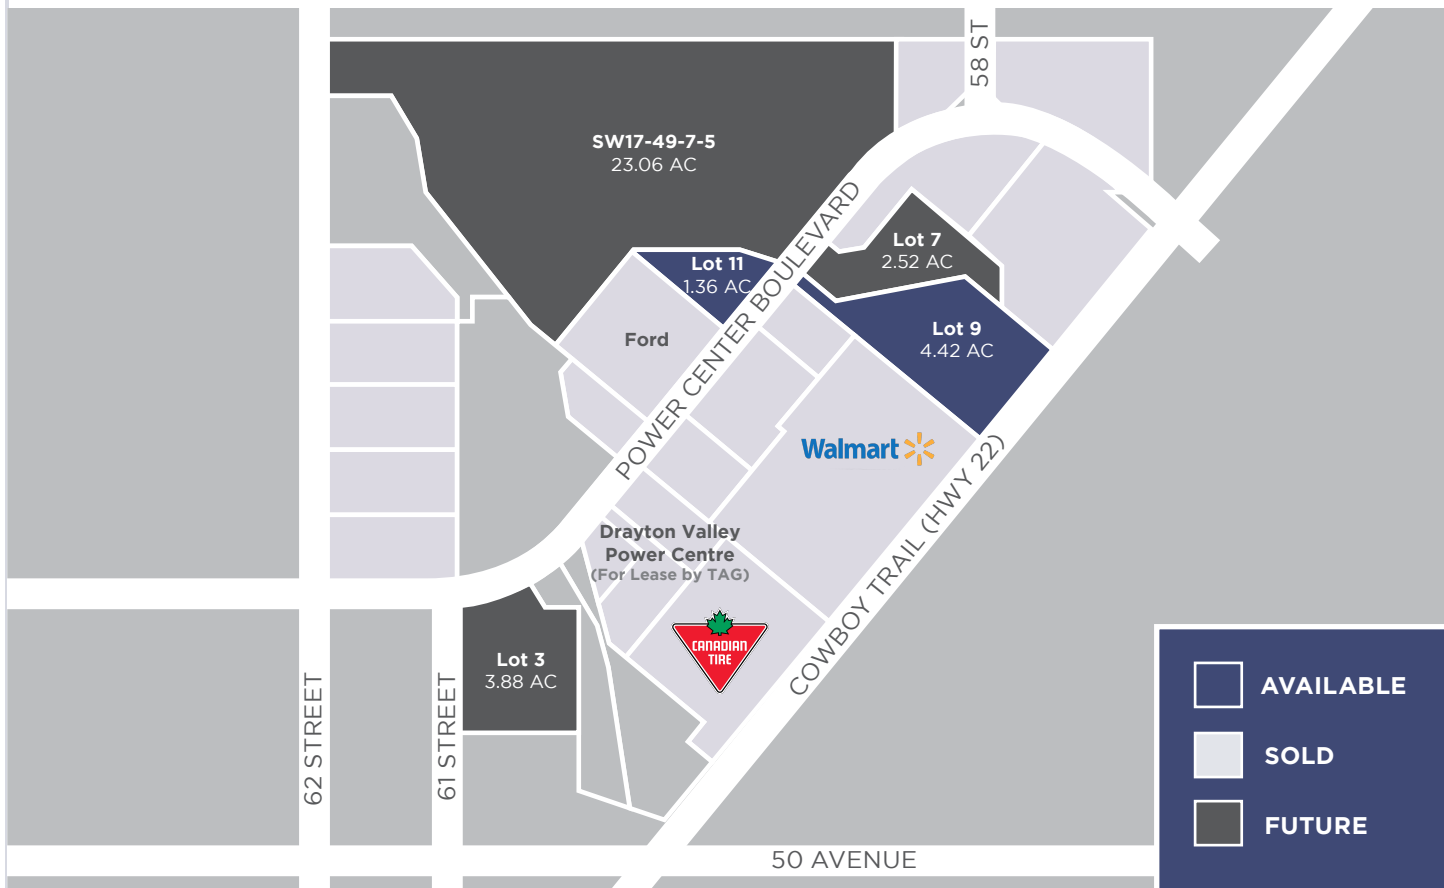 58 ST
SW17-49-7-5
23.06 AC
POWER CENTER BOULEVARD
Lot 7
2.52 AC
Lot 11
1.36 AC
Lot 9
4.42 AC
Ford
Walmart
COWBOY TRAIL (HWY 22)
Drayton Valley
Power Centre
(For Lease by TAG)
CANADIAN
TIRE
Lot 3
3.88 AC
62 STREET
61 STREET
50 AVENUE
AVAILABLE
SOLD
FUTURE